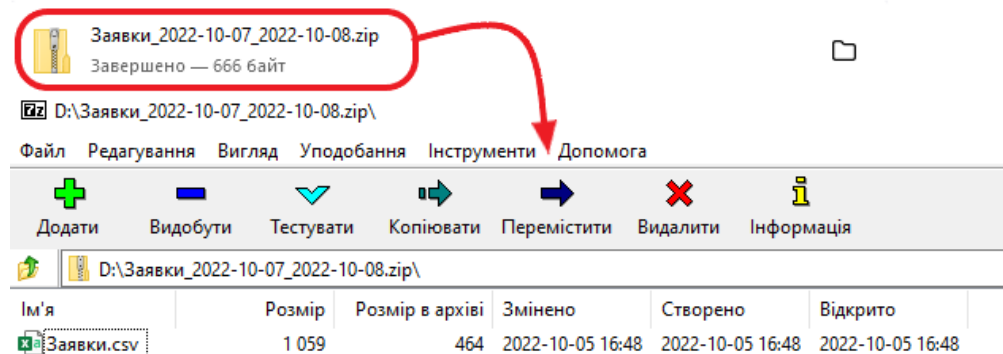 Заявки_2022-10-07_2022-10-08.zip
Завершено — 666 байт
7z D:\Заявки_2022-10-07_2022-10-08.zip\
Файл Редагування Вигляд Уподобання Інструменти Допомога
Додати Видобути Тестувати Копіювати Перемістити Видалити Інформація
D:\Заявки_2022-10-07_2022-10-08.zip\
Ім'я Розмір Розмір в архіві Змінено Створено Відкрито
Заявки.csv 1 059 464 2022-10-05 16:48 2022-10-05 16:48 2022-10-05 16:48